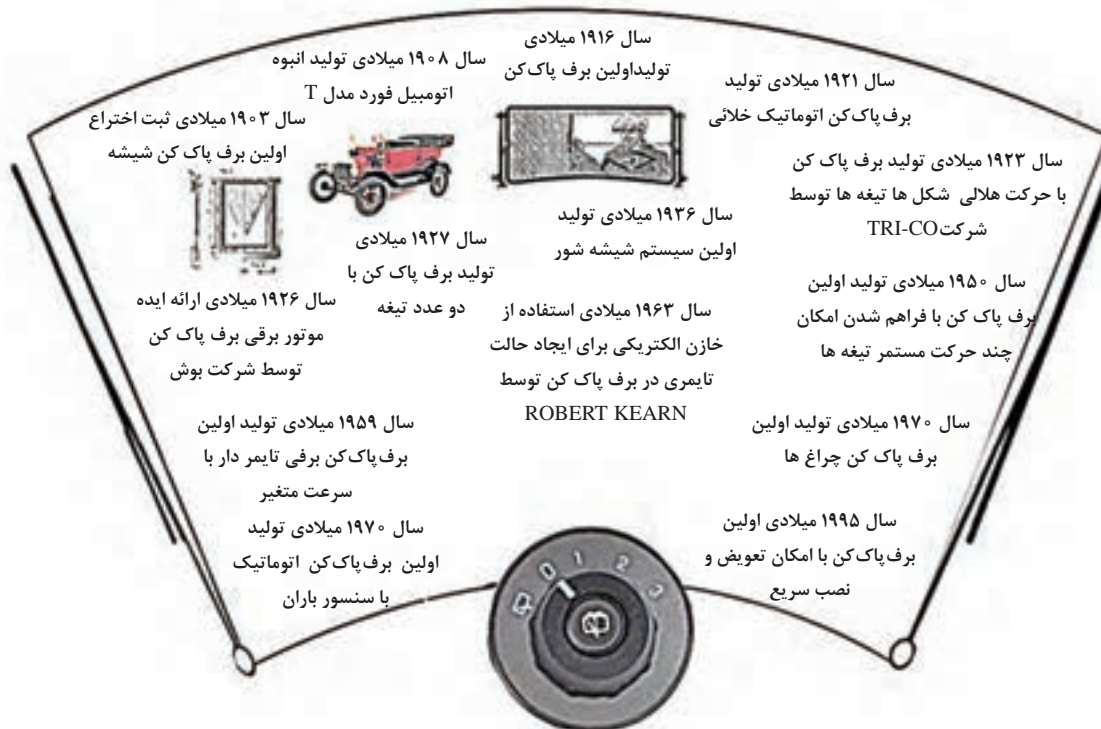 سال ۱۹۱۶ میلادی
تولیداولین برف پاک‌کن
سال ۱۹۰۸ میلادی تولید انبوه
اتومبیل فورد مدل T
سال ۱۹۲۱ میلادی تولید
برف‌پاک‌کن اتوماتیک خلائی
سال ۱۹۰۳ میلادی ثبت اختراع
اولین برف پاک کن شیشه
سال ۱۹۲۳ میلادی تولید برف پاک کن
با حرکت هلالی شکل ها تیغه ها توسط
شرکت TRI-CO
سال ۱۹۳۶ میلادی تولید
اولین سیستم شیشه شور
سال ۱۹۲۷ میلادی
تولید برف پاک کن با
دو عدد تیغه
سال ۱۹۵۰ میلادی تولید اولین
برف پاک کن با فراهم شدن امکان
چند حرکت مستمر تیغه ها
سال ۱۹۲۶ میلادی ارائه ایده
موتور برقی برف پاک کن
توسط شرکت بوش
سال ۱۹۶۳ میلادی استفاده از
خازن الکتریکی برای ایجاد حالت
تایمری در برف پاک کن توسط
ROBERT KEARN
سال ۱۹۵۹ میلادی تولید اولین
برف‌پاک‌کن برفی تایمر دار با
سرعت متغیر
سال ۱۹۷۰ میلادی تولید اولین
برف پاک کن چراغ ها
سال ۱۹۷۰ میلادی تولید
اولین برف‌پاک‌کن اتوماتیک
با سنسور باران
سال ۱۹۹۵ میلادی اولین
برف‌پاک‌کن با امکان تعویض و
نصب سریع
0 1 2 3